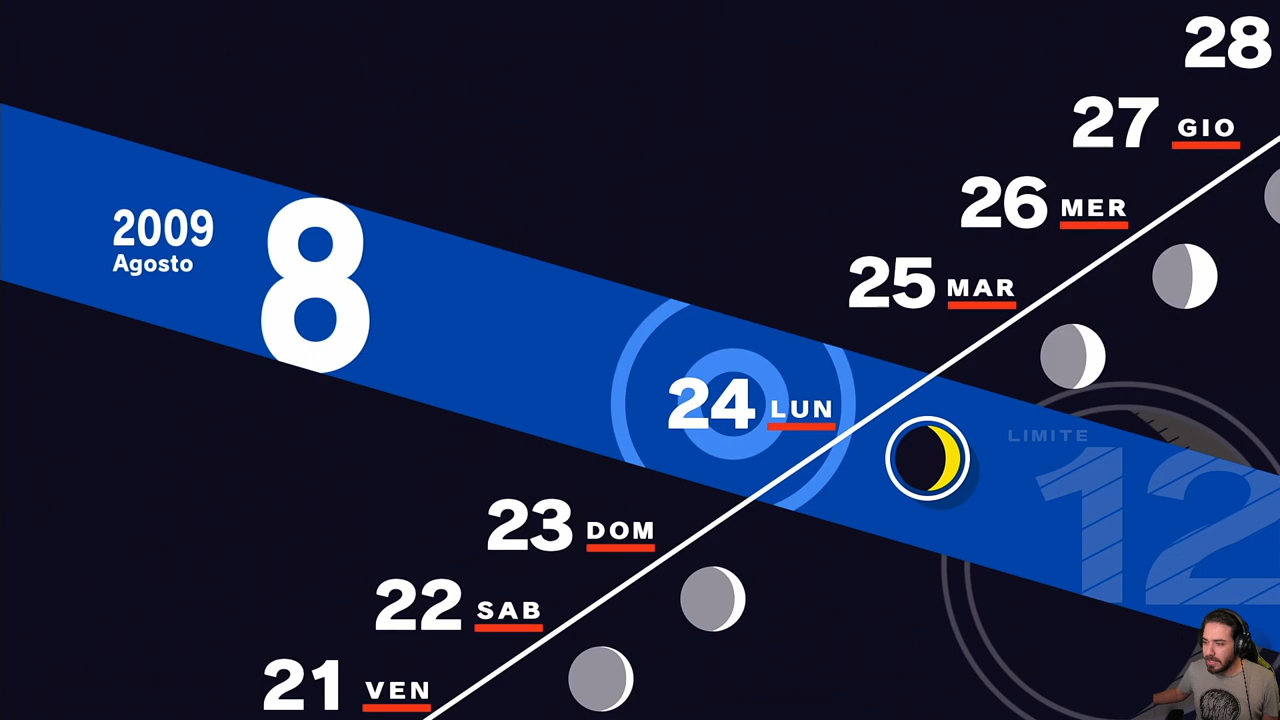 28
27 GIO
26 MER
25 MAR
2009
Agosto
8
24 LUN
LIMITE
12
23 DOM
22 SAB
21 VEN